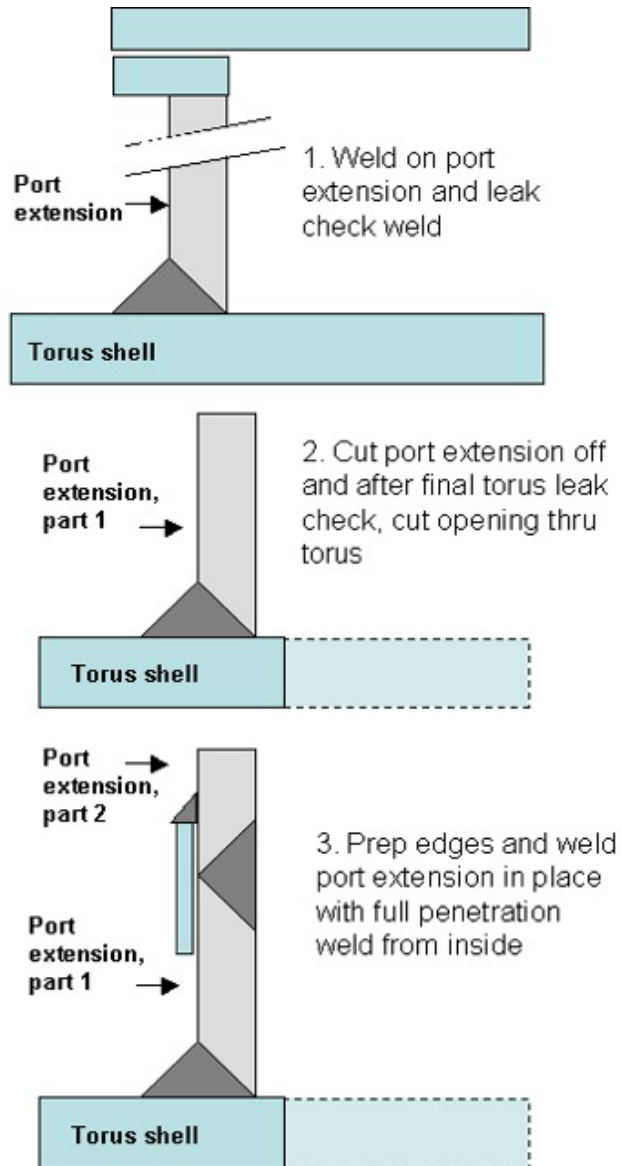 1. Weld on port
extension and leak
check weld
Port
extension
Torus shell
2. Cut port extension off
and after final torus leak
check, cut opening thru
torus
Port
extension,
part 1
Torus shell
Port
extension,
part 2
3. Prep edges and weld
port extension in place
with full penetration
weld from inside
Port
extension,
part 1
Torus shell